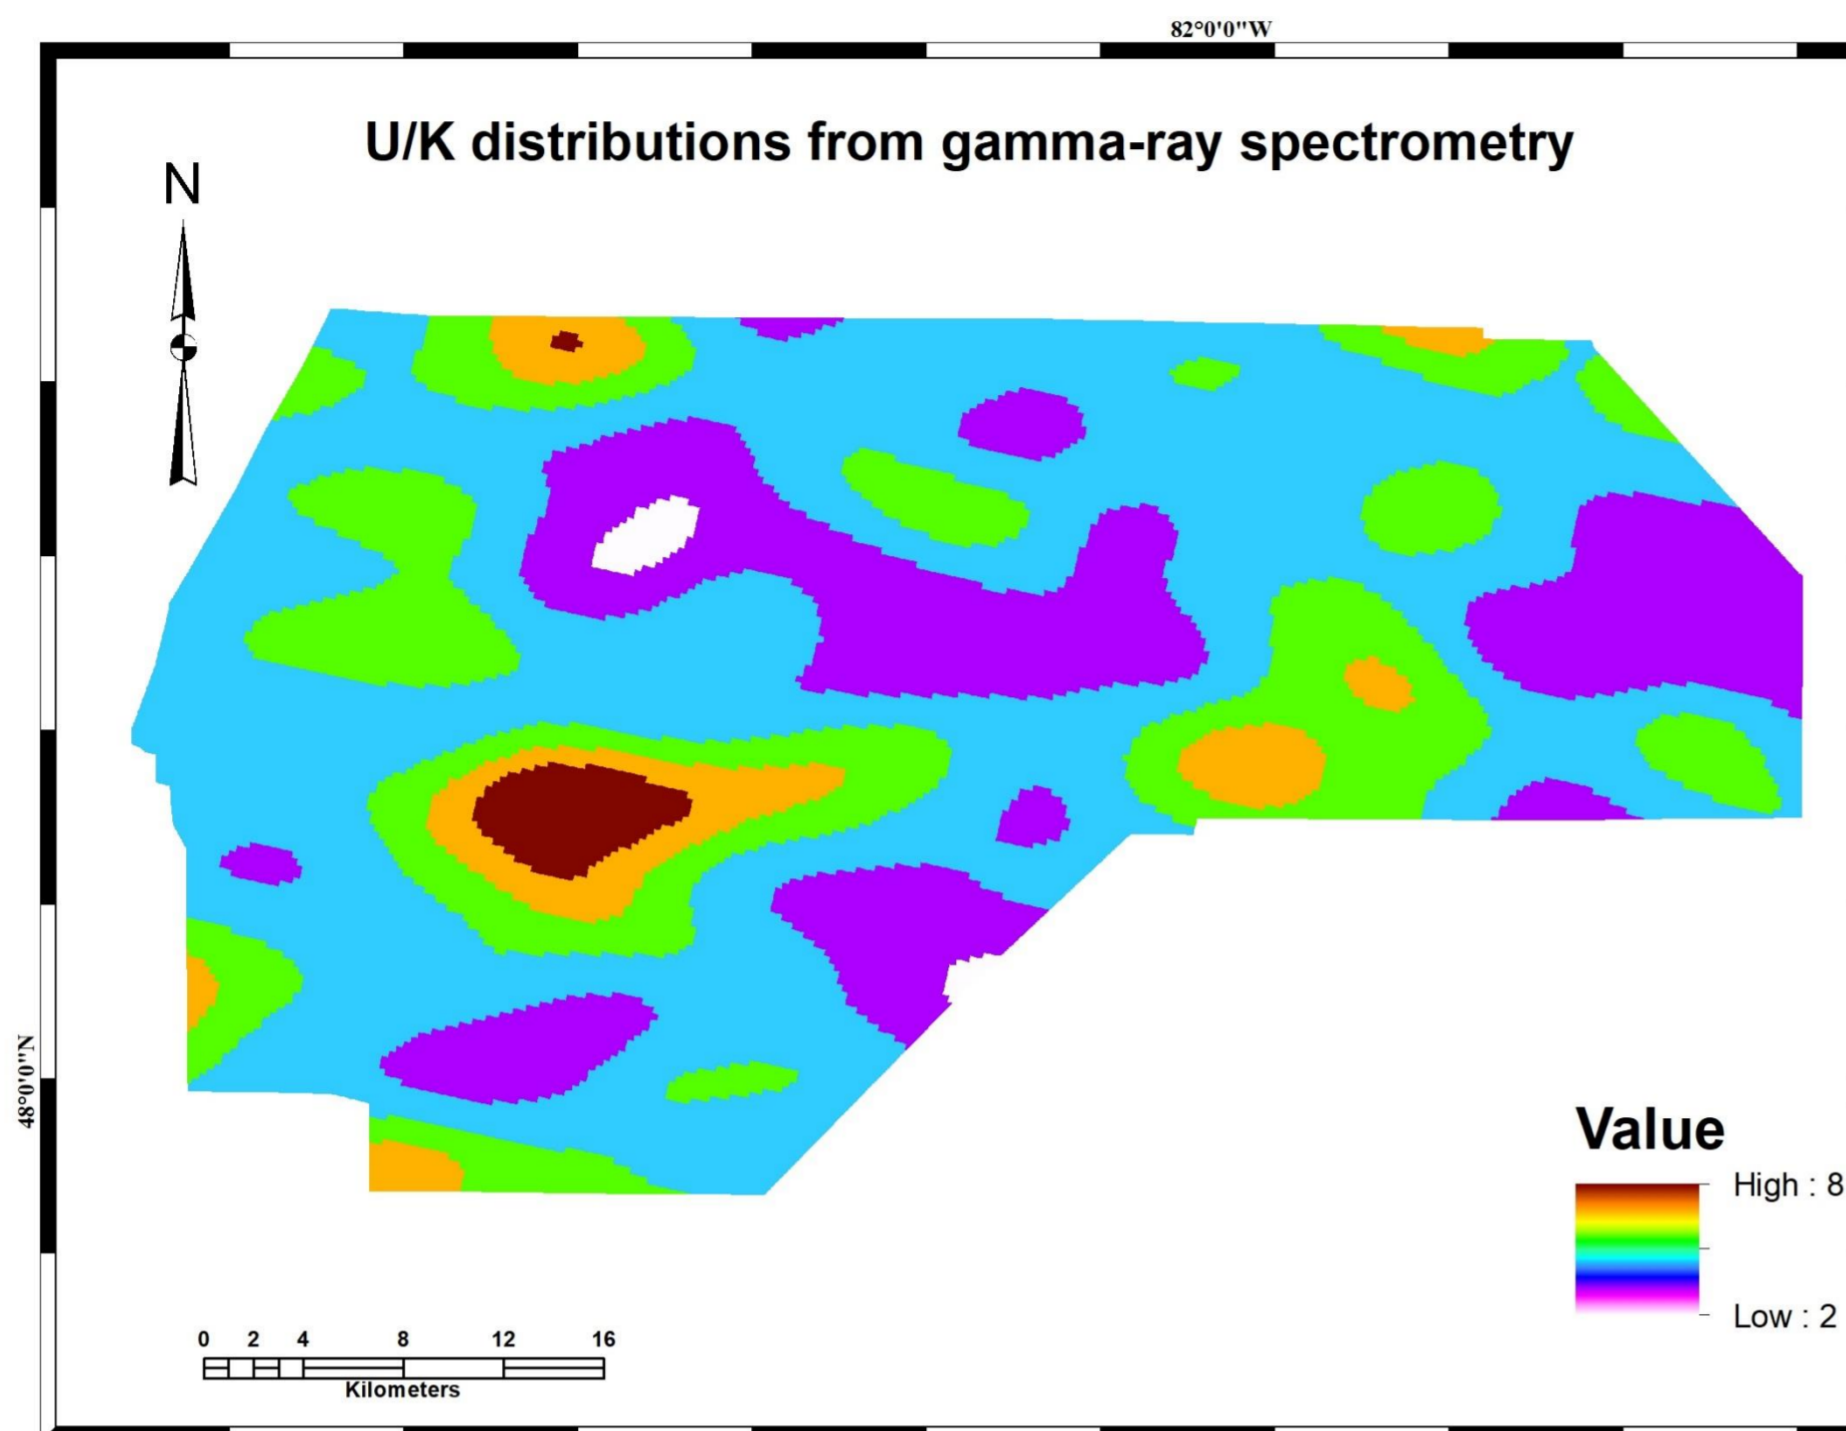 82°0'0"W
U/K distributions from gamma-ray spectrometry
N
48°0'0"N
Value
High : 8
Low : 2
0 2 4 8 12 16
Kilometers